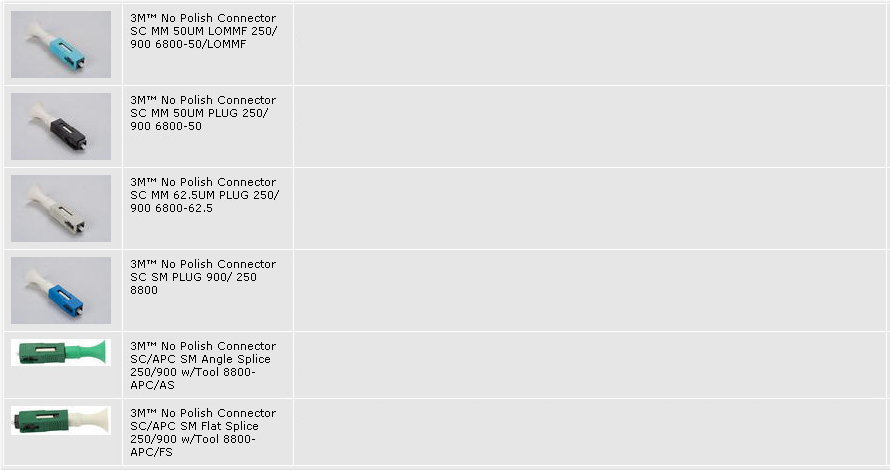 3M™ No Polish Connector
SC MM 50UM LOMMF 250/
900 6800-50/LOMMF
3M™ No Polish Connector
SC MM 50UM PLUG 250/
900 6800-50
3M™ No Polish Connector
SC MM 62.5UM PLUG 250/
900 6800-62.5
3M™ No Polish Connector
SC SM PLUG 900/ 250
8800
3M™ No Polish Connector
SC/APC SM Angle Splice
250/900 w/Tool 8800-
APC/AS
3M™ No Polish Connector
SC/APC SM Flat Splice
250/900 w/Tool 8800-
APC/FS